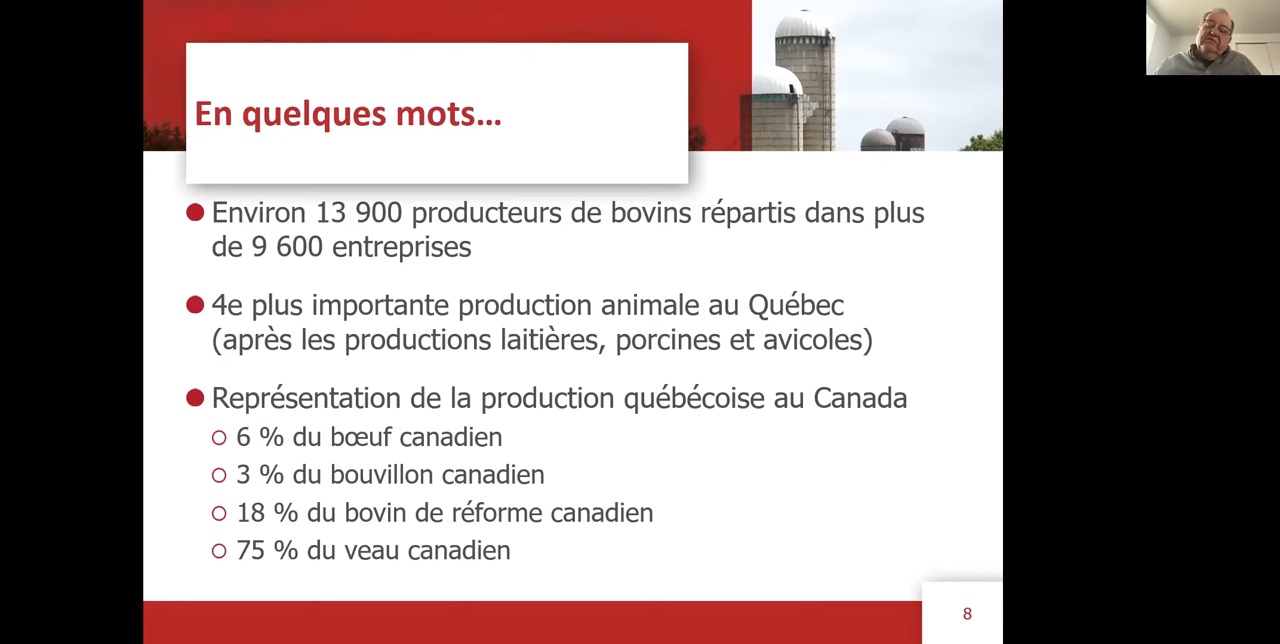 En quelques mots...
Environ 13 900 producteurs de bovins répartis dans plus
de 9 600 entreprises
4e plus importante production animale au Québec
(après les productions laitières, porcines et avicoles)
Représentation de la production québécoise au Canada
6 % du bœuf canadien
3 % du bouvillon canadien
18 % du bovin de réforme canadien
75 % du veau canadien
8